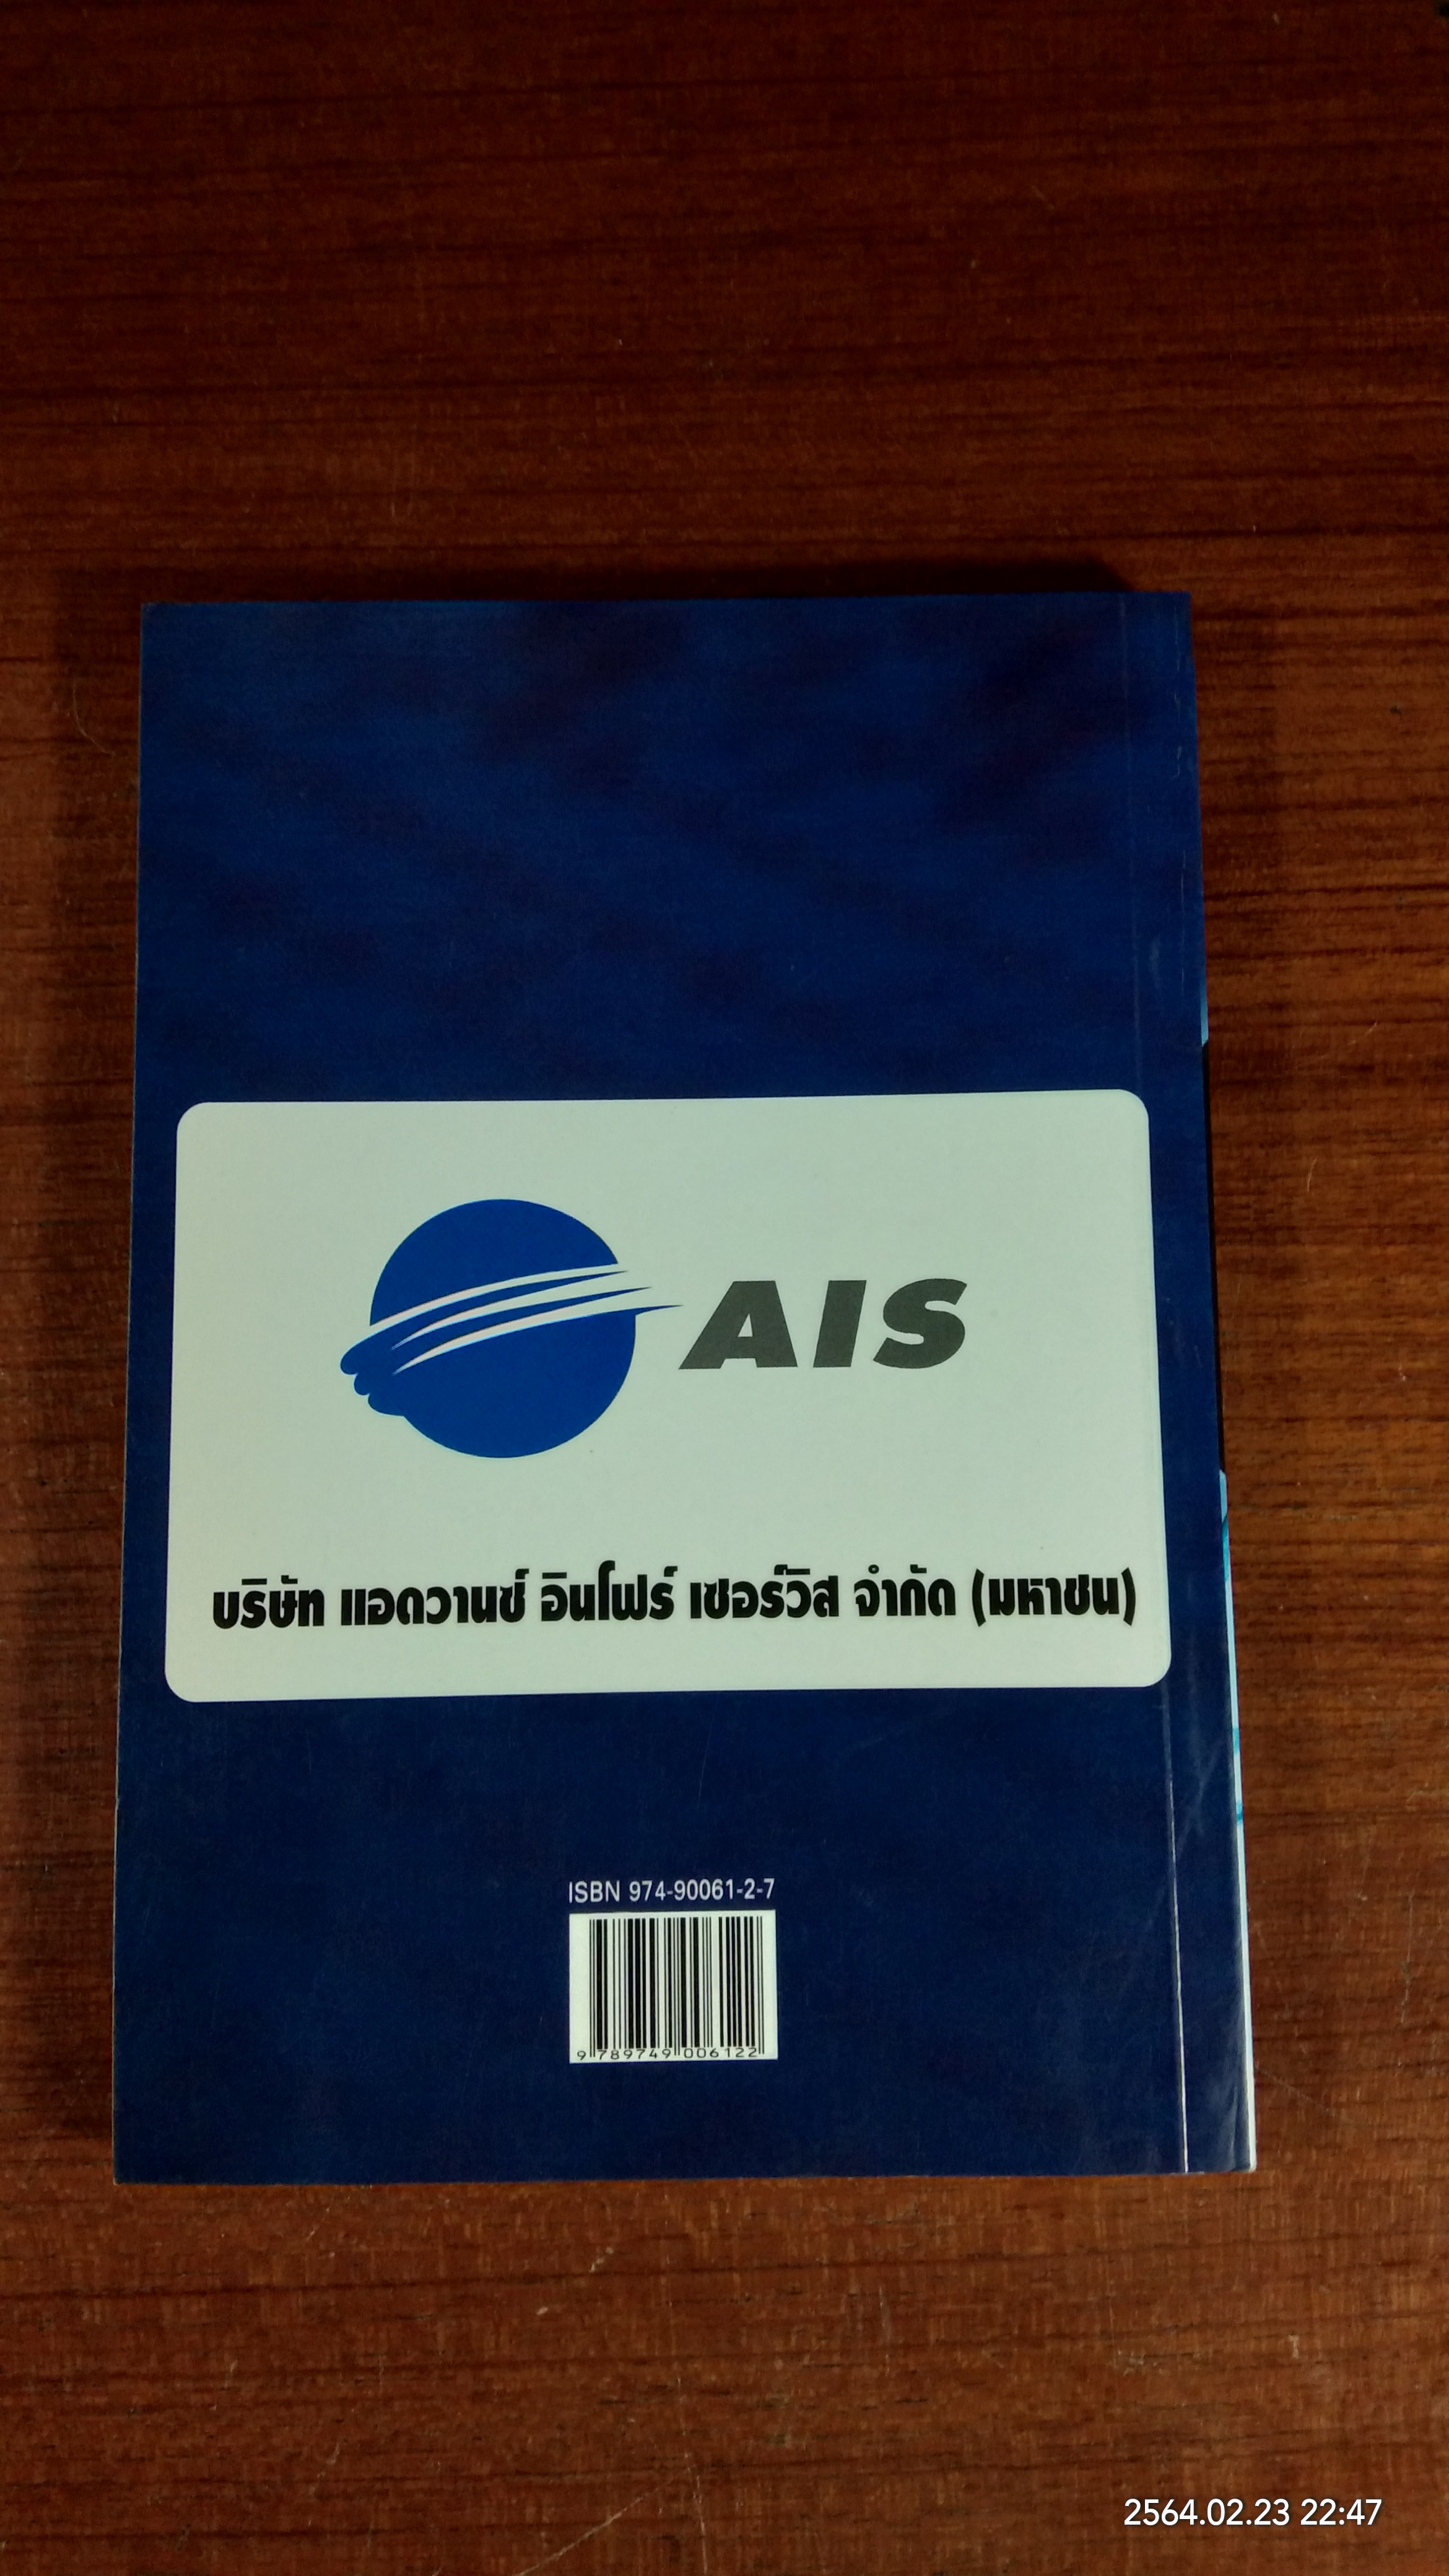 AIS
บริษัท แอดวานซ์ อินโฟร์ เซอร์วิส จำกัด (มหาชน)
ISBN 974-90061-2-7
9 789749 006122
2564.02.23 22:47